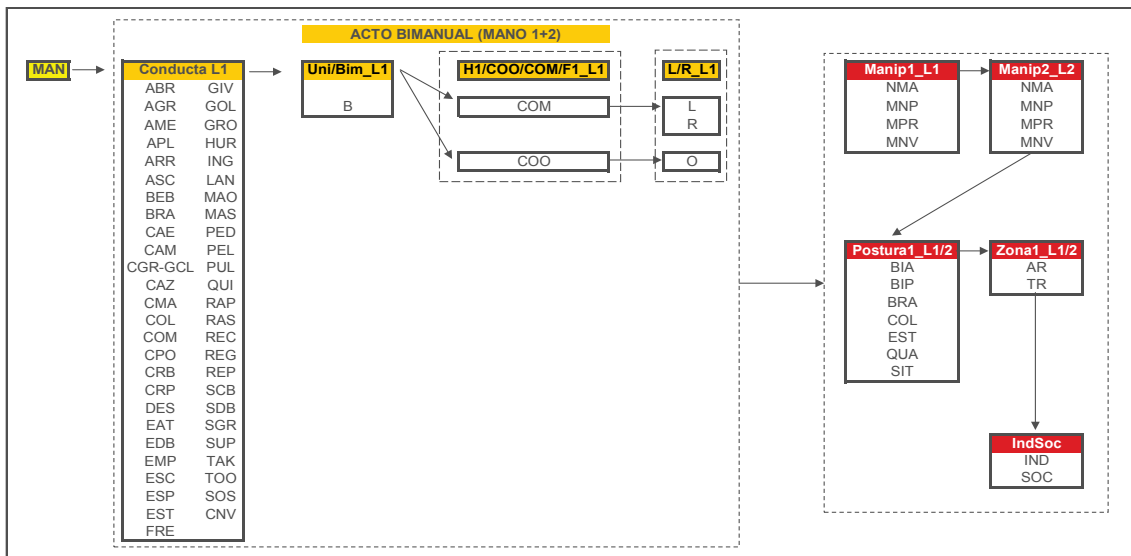 ACTO BIMANUAL (MANO 1+2)
MAN
Conducta L1
Uni/Bim_L1
H1/COO/COM/F1_L1
L/R_L1
Manip1_L1
Manip2_L2
ABR GIV
AGR GOL
AME GRO
APL HUR
ARR ING
ASC LAN
BEB MAO
BRA MAS
CAE PED
CAM PEL
CGR-GCL PUL
CAZ QUI
CMA RAP
COL RAS
COM REC
CPO REG
CRB REP
CRP SCB
DES SDB
EAT SGR
EDB SUP
EMP TAK
ESC TOO
ESP SOS
EST CNV
FRE
B
COM
COO
L
R
O
NMA
MNP
MPR
MNV
NMA
MNP
MPR
MNV
Postura1_L1/2
BIA
BIP
BRA
COL
EST
QUA
SIT
Zona1_L1/2
AR
TR
IndSoc
IND
SOC